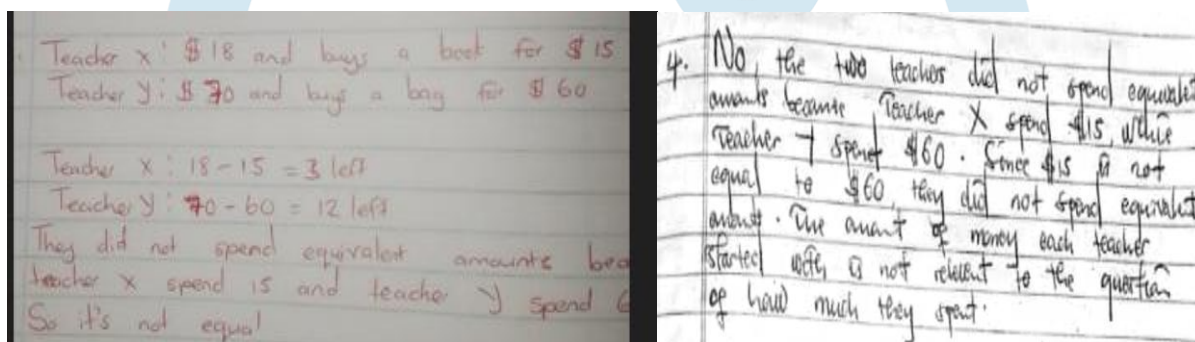 Teacher X: $ 18 and buys a book for $ 15
Teacher Y: $ 70 and buys a bag for $ 60
Teacher X: 18 - 15 = 3 left
Teacher Y: 70 - 60 = 12 left
They did not spend equivalent amounts bec
teacher X spend 15 and teacher Y spend 6
So it's not equal
4. No, the two teachers did not spend equivalent
amounts because Teacher X spend $15, while
Teacher Y spent $60. Since $15 is not
equal to $60, they did not spend equivalent
amount. The amount of money each teacher
started with is not relevant to the question
of how much they spent.